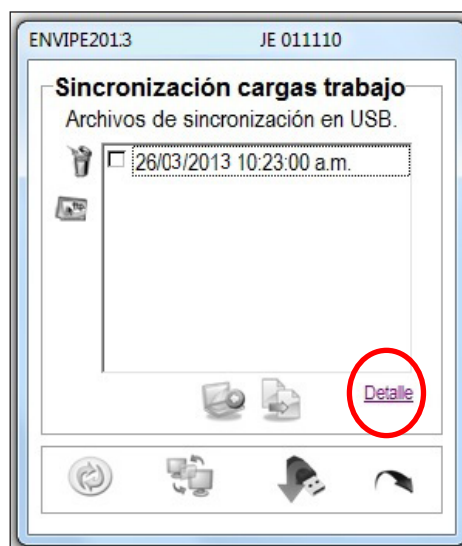 ENVIPE2013 JE 011110
Sincronización cargas trabajo
Archivos de sincronización en USB.
26/03/2013 10:23:00 a.m.
Detalle